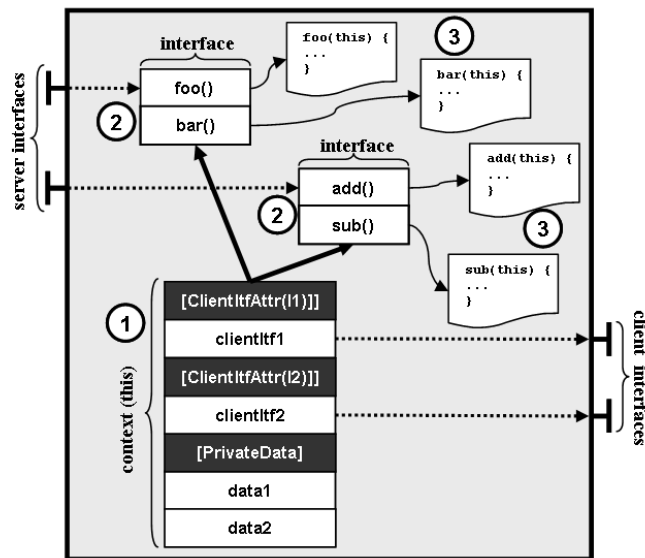 interface
foo(this) {
...
}
3
foo()
bar(this) {
...
}
2
bar()
server interfaces
interface
add(this) {
...
}
add()
2
sub()
3
sub(this) {
...
}
[ClientItfAttr(I1)]]
1
clientItf1
[ClientItfAttr(I2)]]
clientItf2
[PrivateData]
data1
data2
context (this)
client interfaces